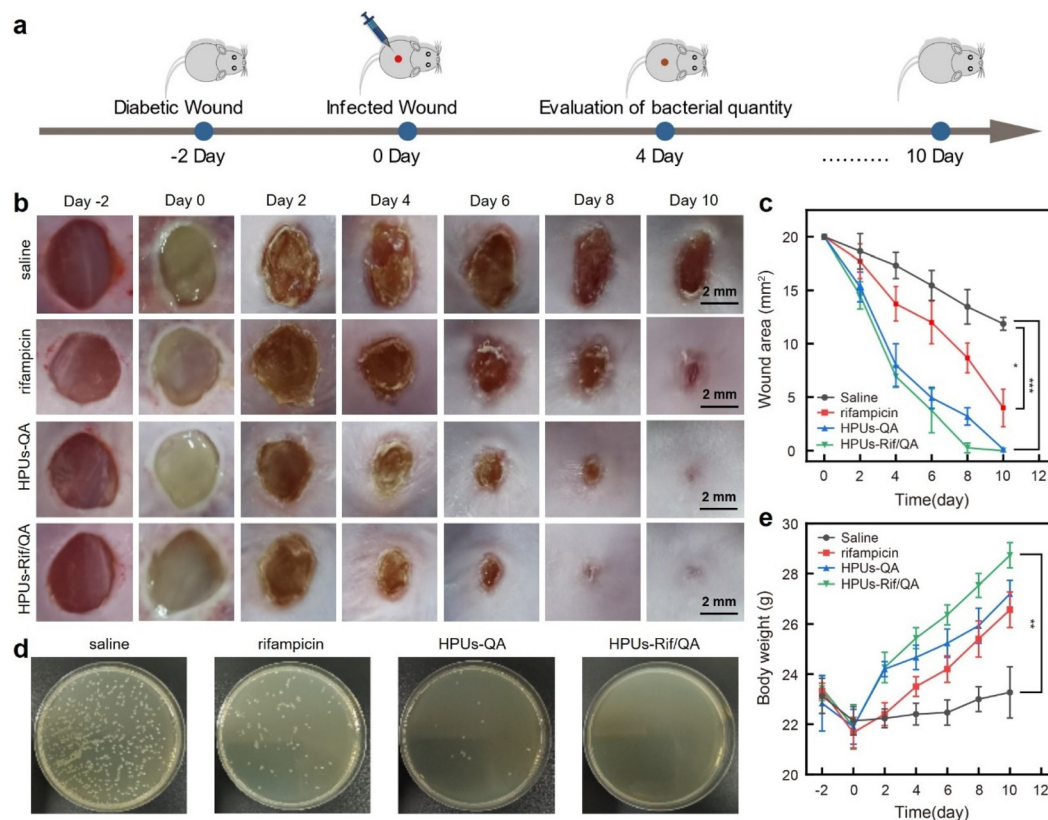 a
Diabetic Wound
Infected Wound
Evaluation of bacterial quantity
-2 Day
0 Day
4 Day
..........
10 Day
b
Day -2
Day 0
Day 2
Day 4
Day 6
Day 8
Day 10
saline
2 mm
rifampicin
2 mm
HPUs-QA
2 mm
HPUs-Rif/QA
2 mm
c
Wound area (mm²)
20
15
10
5
0
Saline
rifampicin
HPUs-QA
HPUs-Rif/QA
*
***
0 2 4 6 8 10 12
Time(day)
d
saline
rifampicin
HPUs-QA
HPUs-Rif/QA
e
Body weight (g)
30
28
26
24
22
20
Saline
rifampicin
HPUs-QA
HPUs-Rif/QA
**
-2 0 2 4 6 8 10 12
Time(day)